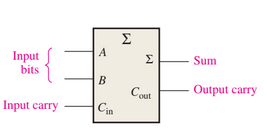 Σ
Input
bits
A
Σ
Sum
B
Cout
Output carry
Input carry
Cin